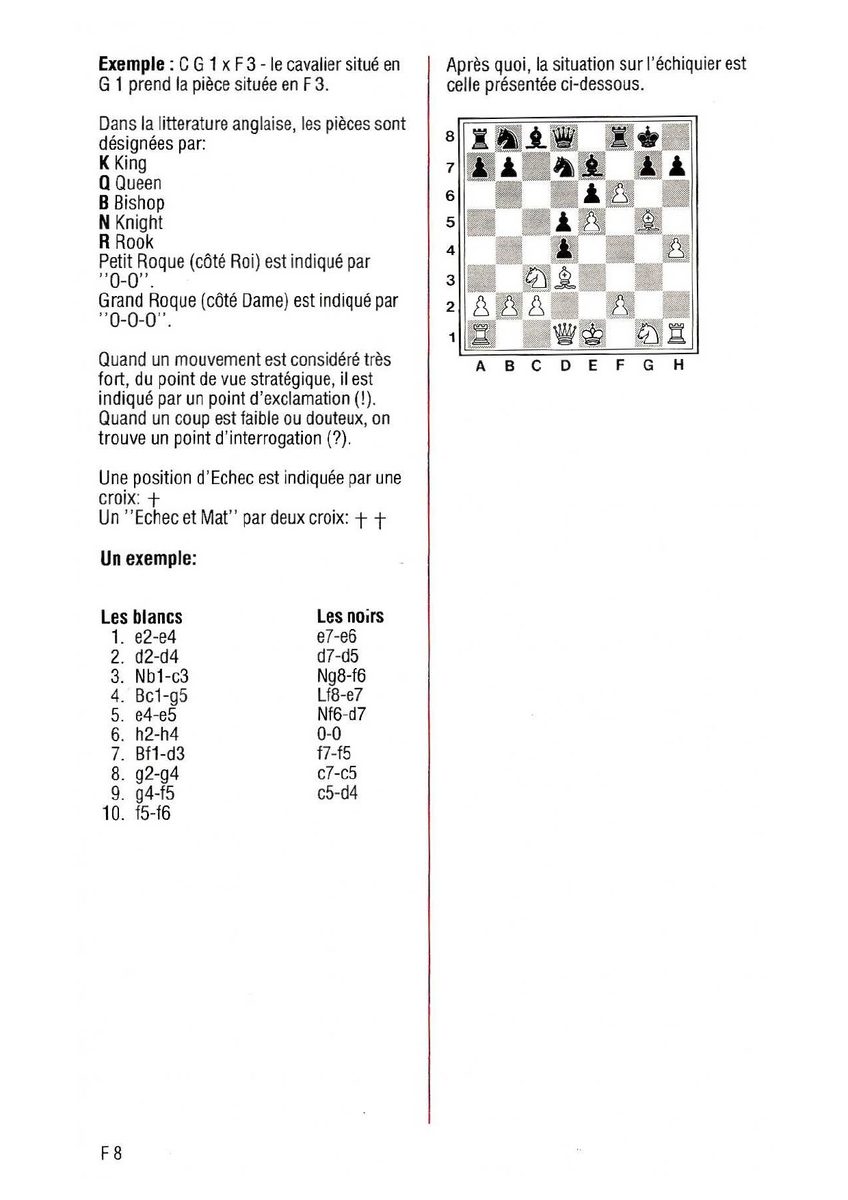 Exemple : C G 1 x F 3 - le cavalier situé en
G 1 prend la pièce située en F 3.
Dans la litterature anglaise, les pièces sont
désignées par:
K King
Q Queen
B Bishop
N Knight
R Rook
Petit Roque (côté Roi) est indiqué par
''0-0''.
Grand Roque (côté Dame) est indiqué par
''0-0-0''.
Quand un mouvement est considéré très
fort, du point de vue stratégique, il est
indiqué par un point d'exclamation (!).
Quand un coup est faible ou douteux, on
trouve un point d'interrogation (?).
Une position d'Echec est indiquée par une
croix: †
Un ''Echec et Mat'' par deux croix: † †
Un exemple:
Les blancs Les noirs
1. e2-e4 e7-e6
2. d2-d4 d7-d5
3. Nb1-c3 Ng8-f6
4. Bc1-g5 Lf8-e7
5. e4-e5 Nf6-d7
6. h2-h4 0-0
7. Bf1-d3 f7-f5
8. g2-g4 c7-c5
9. g4-f5 c5-d4
10. f5-f6
Après quoi, la situation sur l'échiquier est
celle présentée ci-dessous.
8
7
6
5
4
3
2
1
A B C D E F G H
F 8